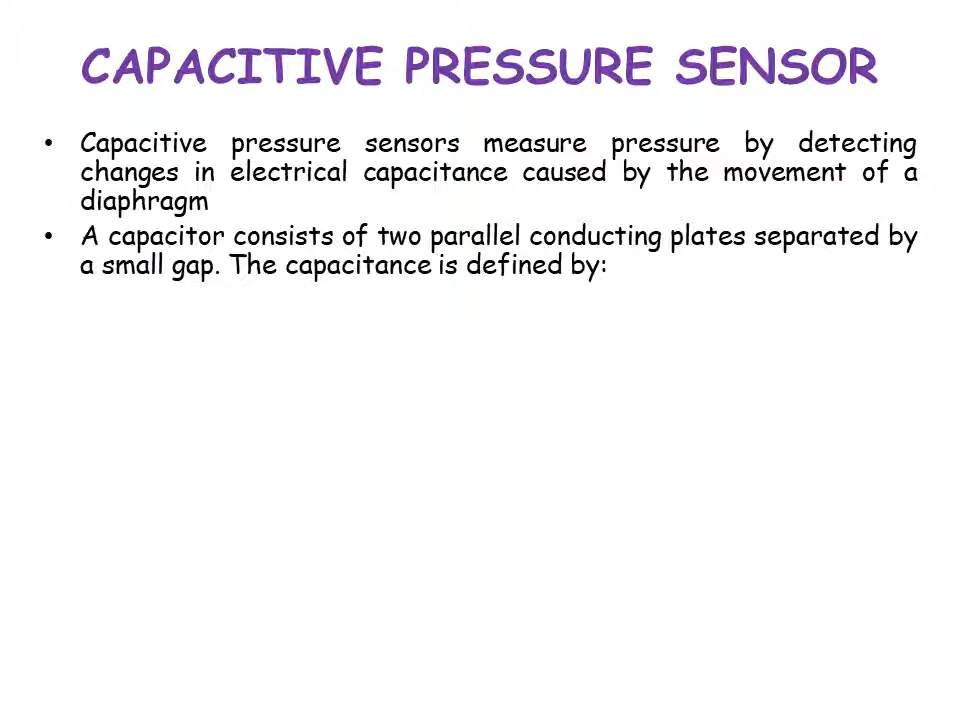 CAPACITIVE PRESSURE SENSOR
• Capacitive pressure sensors measure pressure by detecting
changes in electrical capacitance caused by the movement of a
diaphragm
• A capacitor consists of two parallel conducting plates separated by
a small gap. The capacitance is defined by: